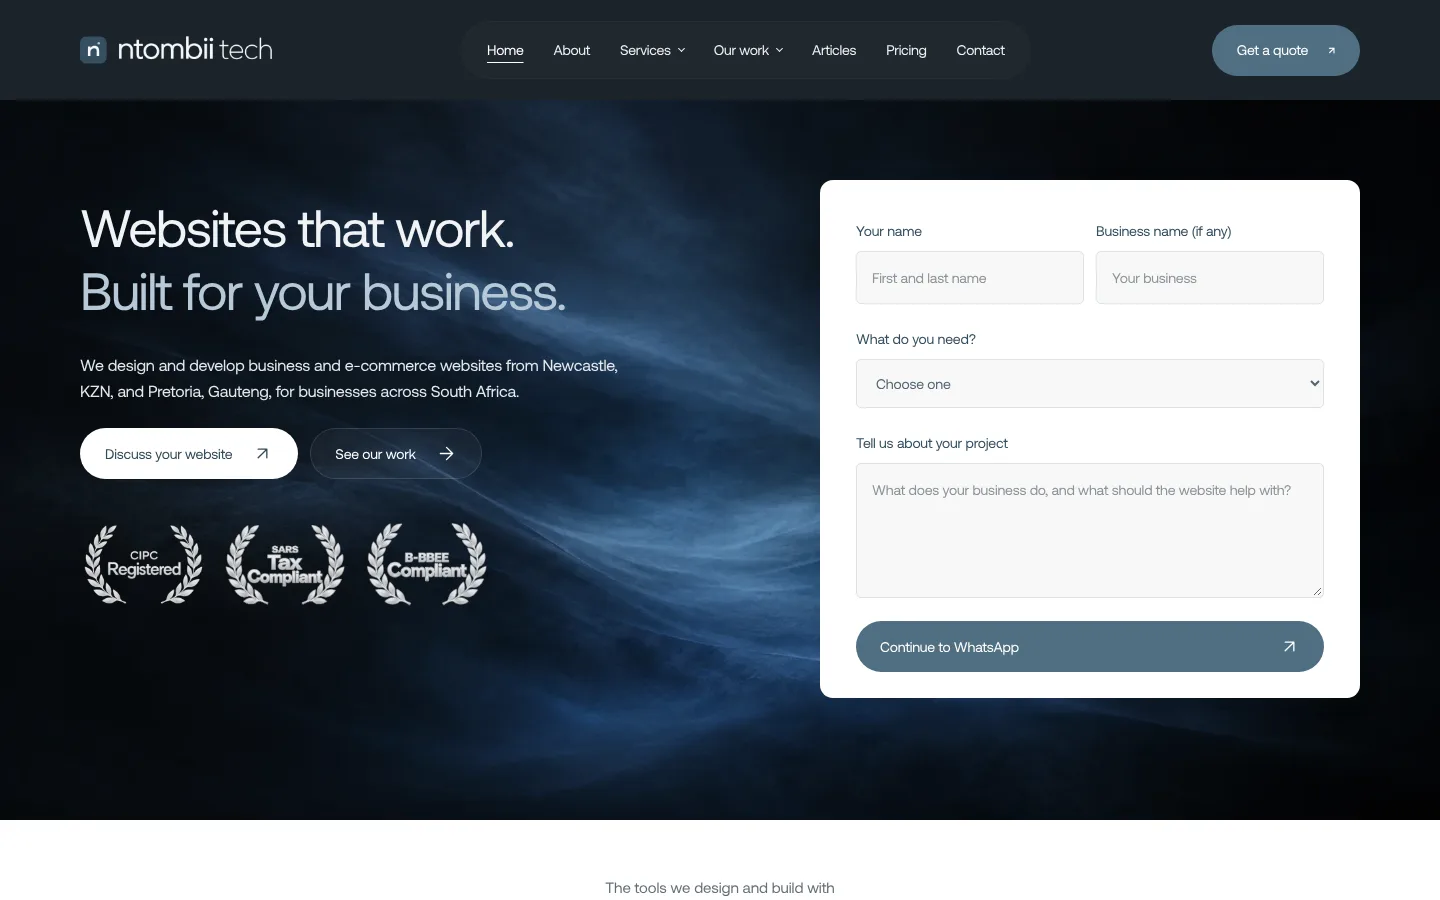 n ntombii tech
Home About Services Our work Articles Pricing Contact
Get a quote
Websites that work.
Built for your business.
We design and develop business and e-commerce websites from Newcastle,
KZN, and Pretoria, Gauteng, for businesses across South Africa.
Discuss your website
See our work
CIPC
Registered
SARS
Tax
Compliant
B-BBEE
Compliant
Your name
Business name (if any)
First and last name
Your business
What do you need?
Choose one
Tell us about your project
What does your business do, and what should the website help with?
Continue to WhatsApp
The tools we design and build with